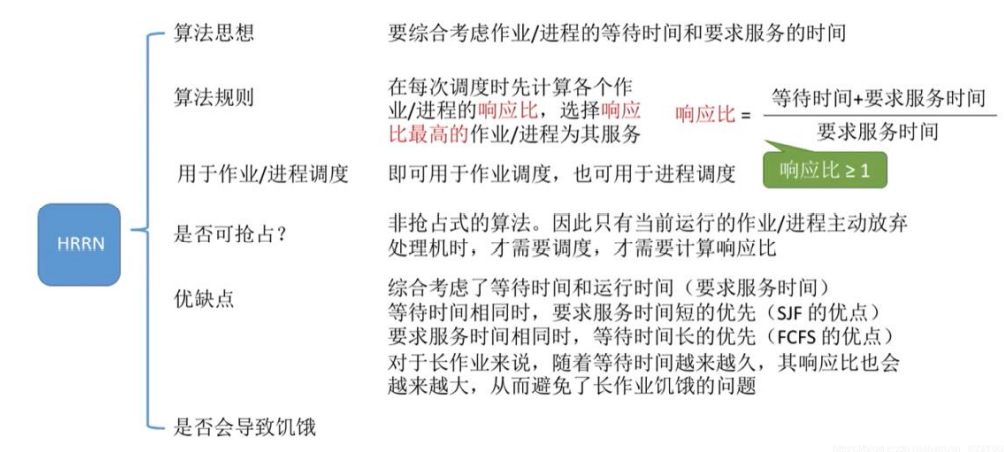 算法思想
要综合考虑作业/进程的等待时间和要求服务的时间
算法规则
在每次调度时先计算各个作
业/进程的响应比，选择响应
比最高的作业/进程为其服务
响应比 =
等待时间+要求服务时间
要求服务时间
响应比 ≥ 1
用于作业/进程调度
即可用于作业调度，也可用于进程调度
HRRN
是否可抢占？
非抢占式的算法。因此只有当前运行的作业/进程主动放弃
处理机时，才需要调度，才需要计算响应比
优缺点
综合考虑了等待时间和运行时间（要求服务时间）
等待时间相同时，要求服务时间短的优先（SJF 的优点）
要求服务时间相同时，等待时间长的优先（FCFS 的优点）
对于长作业来说，随着等待时间越来越久，其响应比也会
越来越大，从而避免了长作业饥饿的问题
是否会导致饥饿